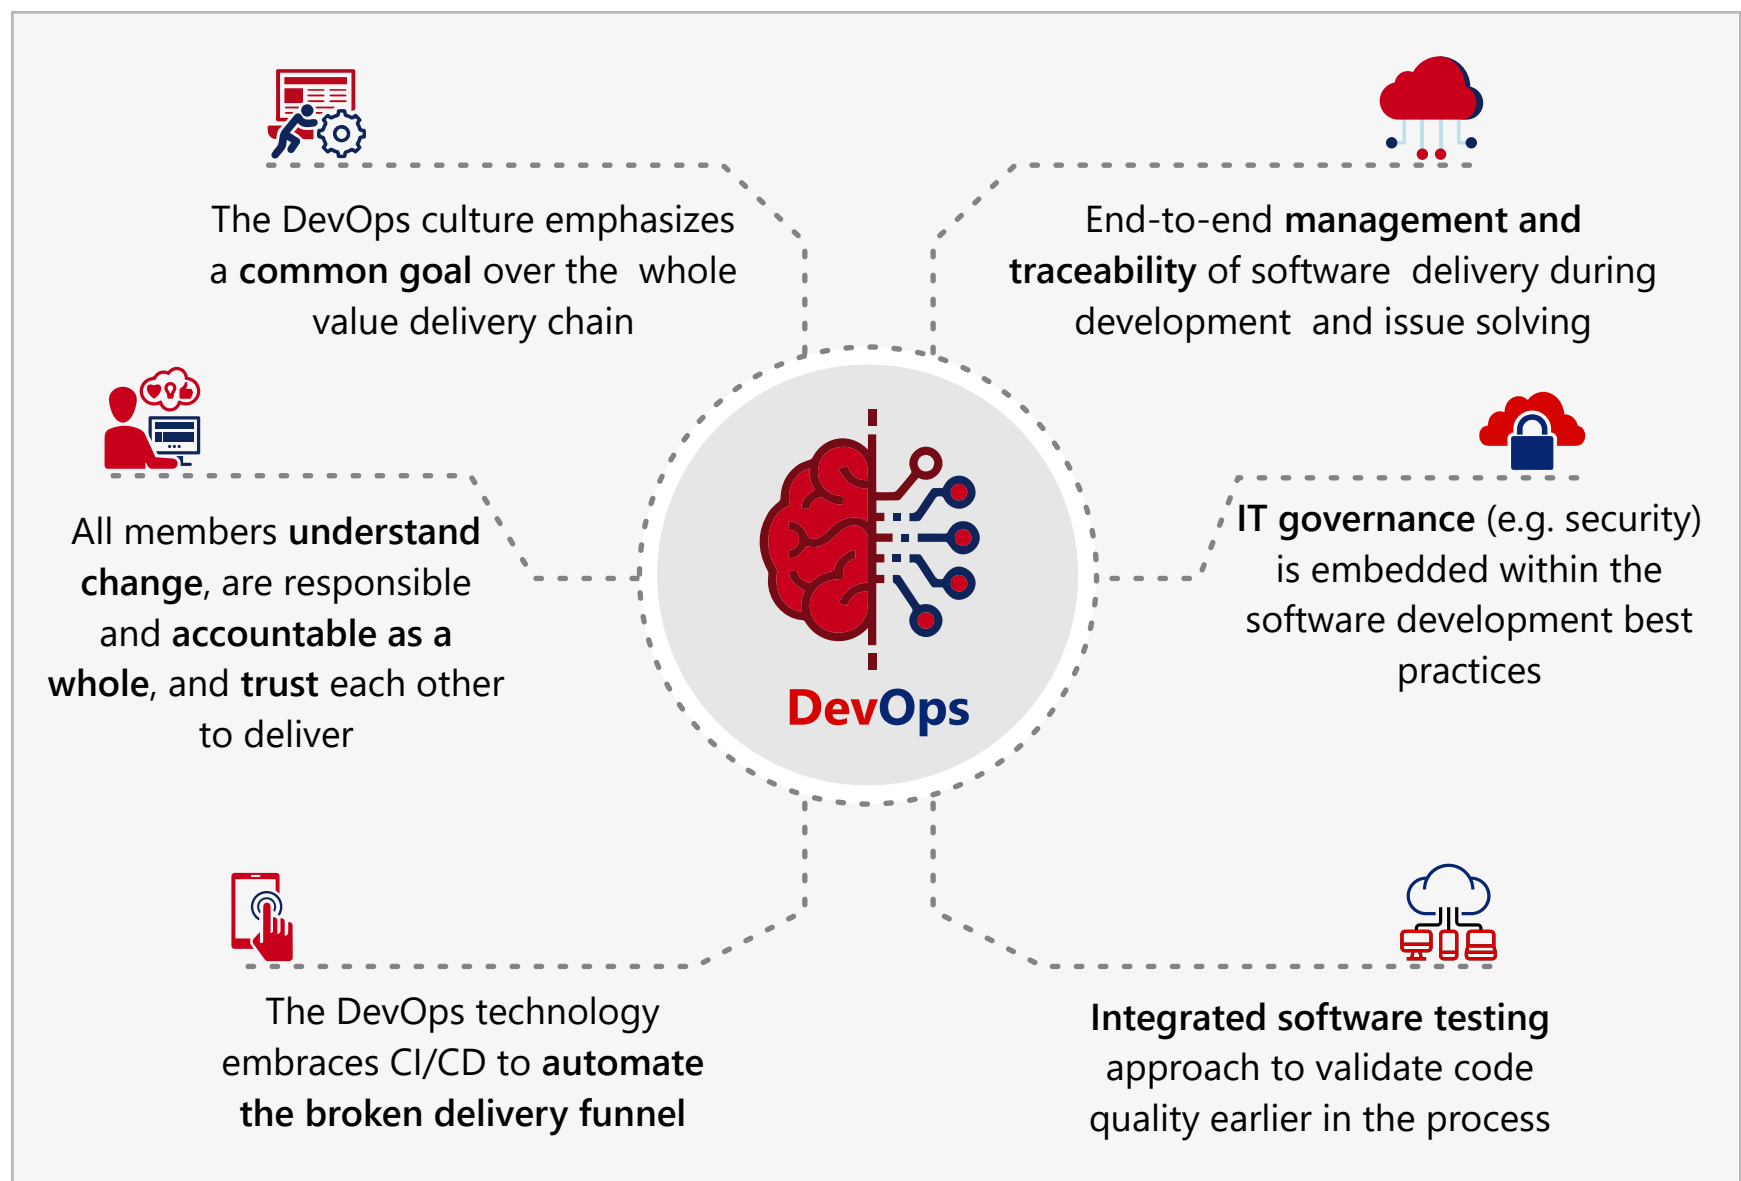 The DevOps culture emphasizes
a common goal over the whole
value delivery chain
End-to-end management and
traceability of software delivery during
development and issue solving
All members understand
change, are responsible
and accountable as a
whole, and trust each other
to deliver
IT governance (e.g. security)
is embedded within the
software development best
practices
DevOps
The DevOps technology
embraces CI/CD to automate
the broken delivery funnel
Integrated software testing
approach to validate code
quality earlier in the process